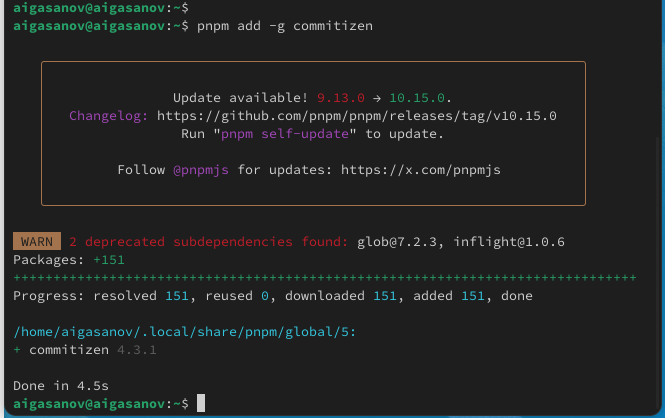 aigasanov@aigasanov:~$
aigasanov@aigasanov:~$ pnpm add -g commitizen
Update available! 9.13.0 → 10.15.0.
Changelog: https://github.com/pnpm/pnpm/releases/tag/v10.15.0
Run "pnpm self-update" to update.
Follow @pnpmjs for updates: https://x.com/pnpmjs
WARN 2 deprecated subdependencies found: glob@7.2.3, inflight@1.0.6
Packages: +151
++++++++++++++++++++++++++++++++++++++++++++++++++++++++++++++++++++++++++++++
Progress: resolved 151, reused 0, downloaded 151, added 151, done
/home/aigasanov/.local/share/pnpm/global/5:
+ commitizen 4.3.1
Done in 4.5s
aigasanov@aigasanov:~$